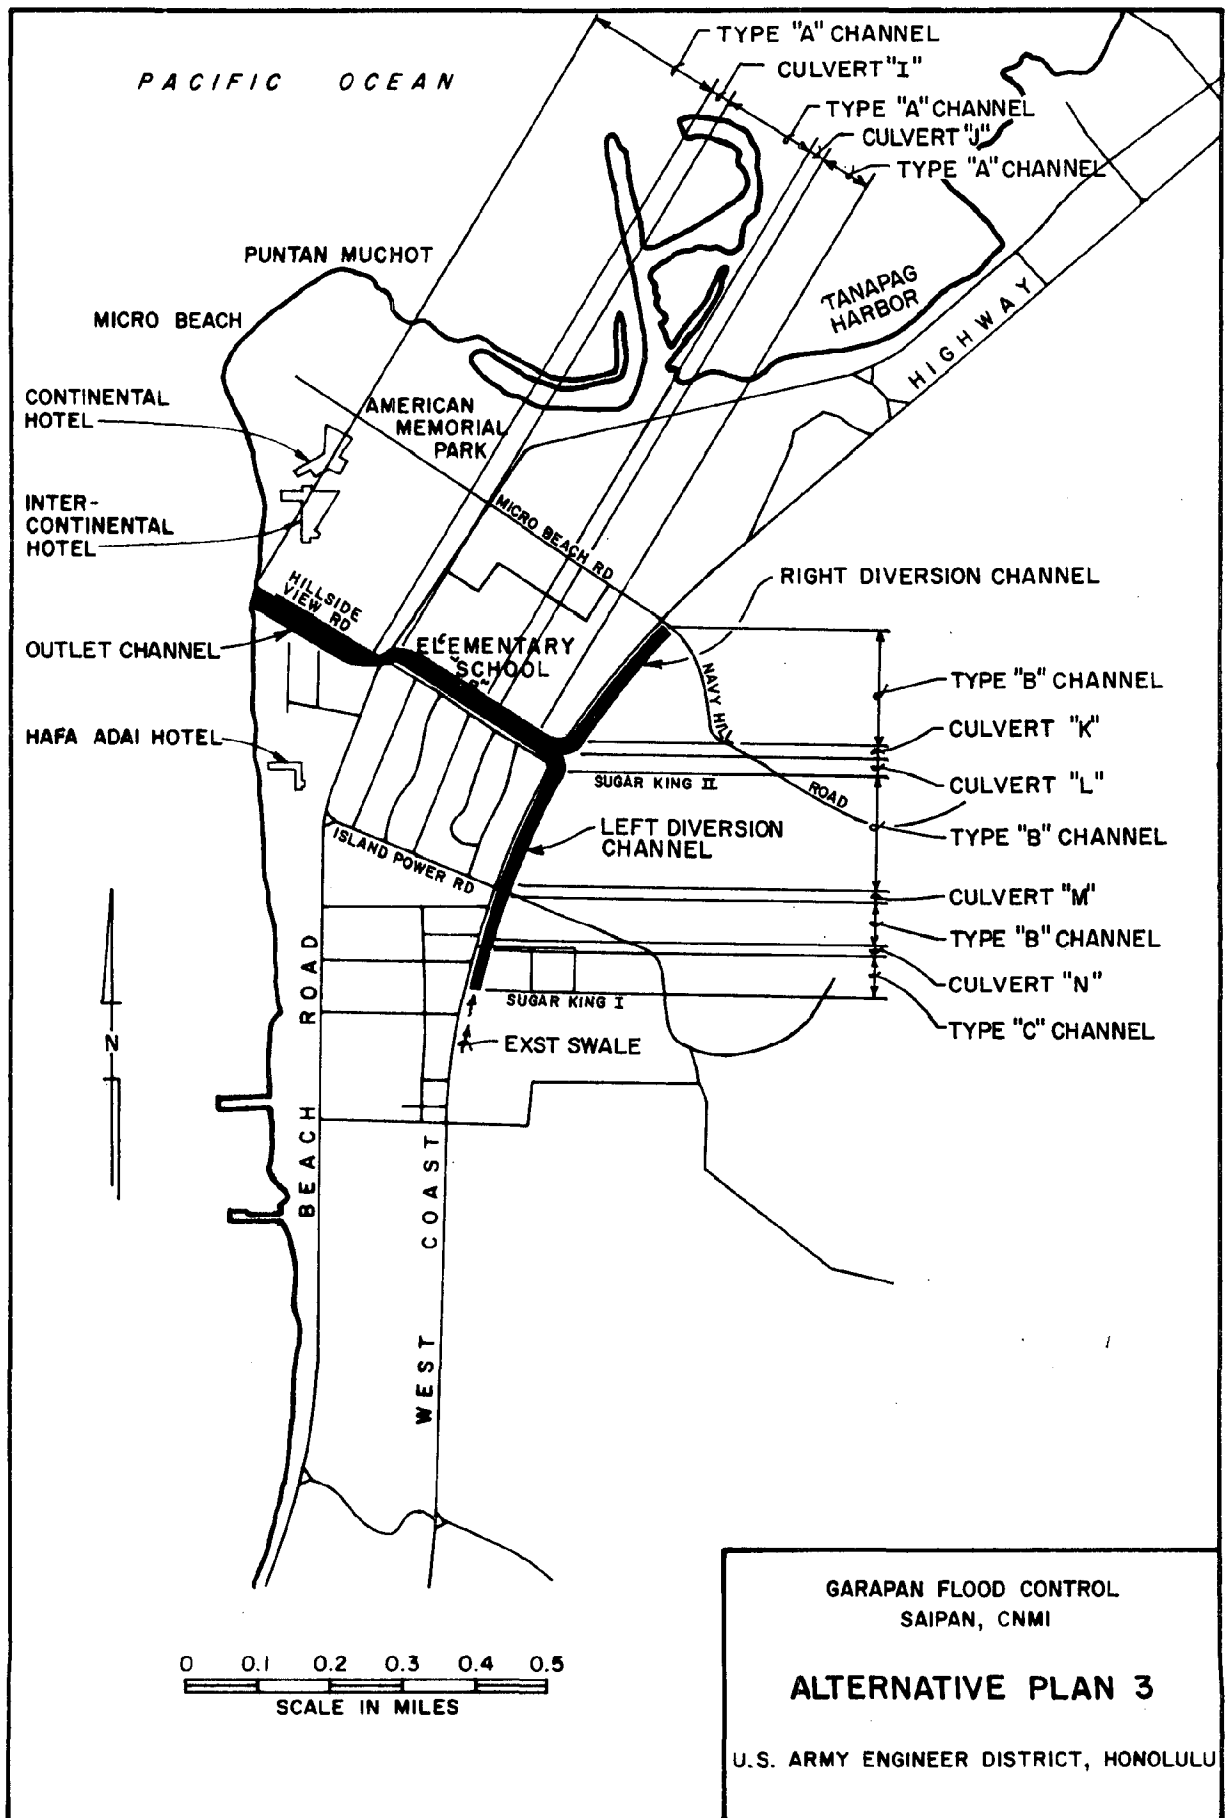 PACIFIC OCEAN
TYPE "A" CHANNEL
CULVERT "I"
TYPE "A" CHANNEL
CULVERT "J"
TYPE "A" CHANNEL
PUNTAN MUCHOT
MICRO BEACH
TANAPAG
HARBOR
HIGHWAY
CONTINENTAL
HOTEL
AMERICAN
MEMORIAL
PARK
INTER-
CONTINENTAL
HOTEL
MICRO BEACH RD
RIGHT DIVERSION CHANNEL
HILLSIDE
VIEW RD
OUTLET CHANNEL
ELEMENTARY
SCHOOL
NAVY HILL
ROAD
TYPE "B" CHANNEL
CULVERT "K"
HAFA ADAI HOTEL
SUGAR KING II
CULVERT "L"
LEFT DIVERSION
CHANNEL
TYPE "B" CHANNEL
ISLAND POWER RD
CULVERT "M"
TYPE "B" CHANNEL
CULVERT "N"
SUGAR KING I
TYPE "C" CHANNEL
EXST SWALE
N
BEACH ROAD
WEST COAST
0 0.1 0.2 0.3 0.4 0.5
SCALE IN MILES
GARAPAN FLOOD CONTROL
SAIPAN, CNMI
ALTERNATIVE PLAN 3
U.S. ARMY ENGINEER DISTRICT, HONOLULU